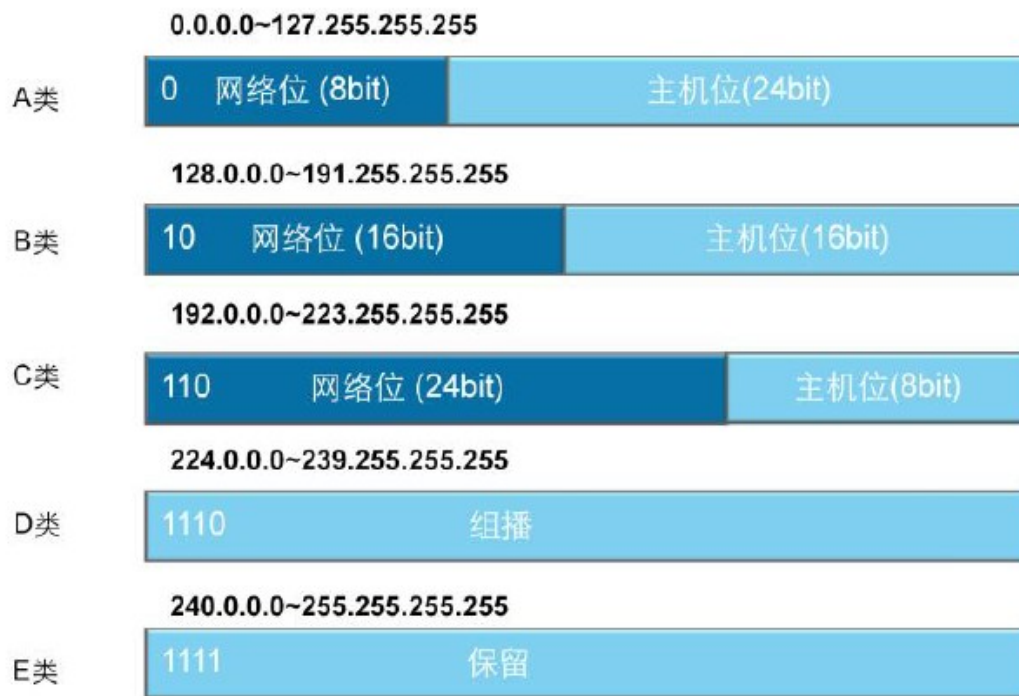 0.0.0.0~127.255.255.255
A类 0 网络位 (8bit) 主机位(24bit)
128.0.0.0~191.255.255.255
B类 10 网络位 (16bit) 主机位(16bit)
192.0.0.0~223.255.255.255
C类 110 网络位 (24bit) 主机位(8bit)
224.0.0.0~239.255.255.255
D类 1110 组播
240.0.0.0~255.255.255.255
E类 1111 保留